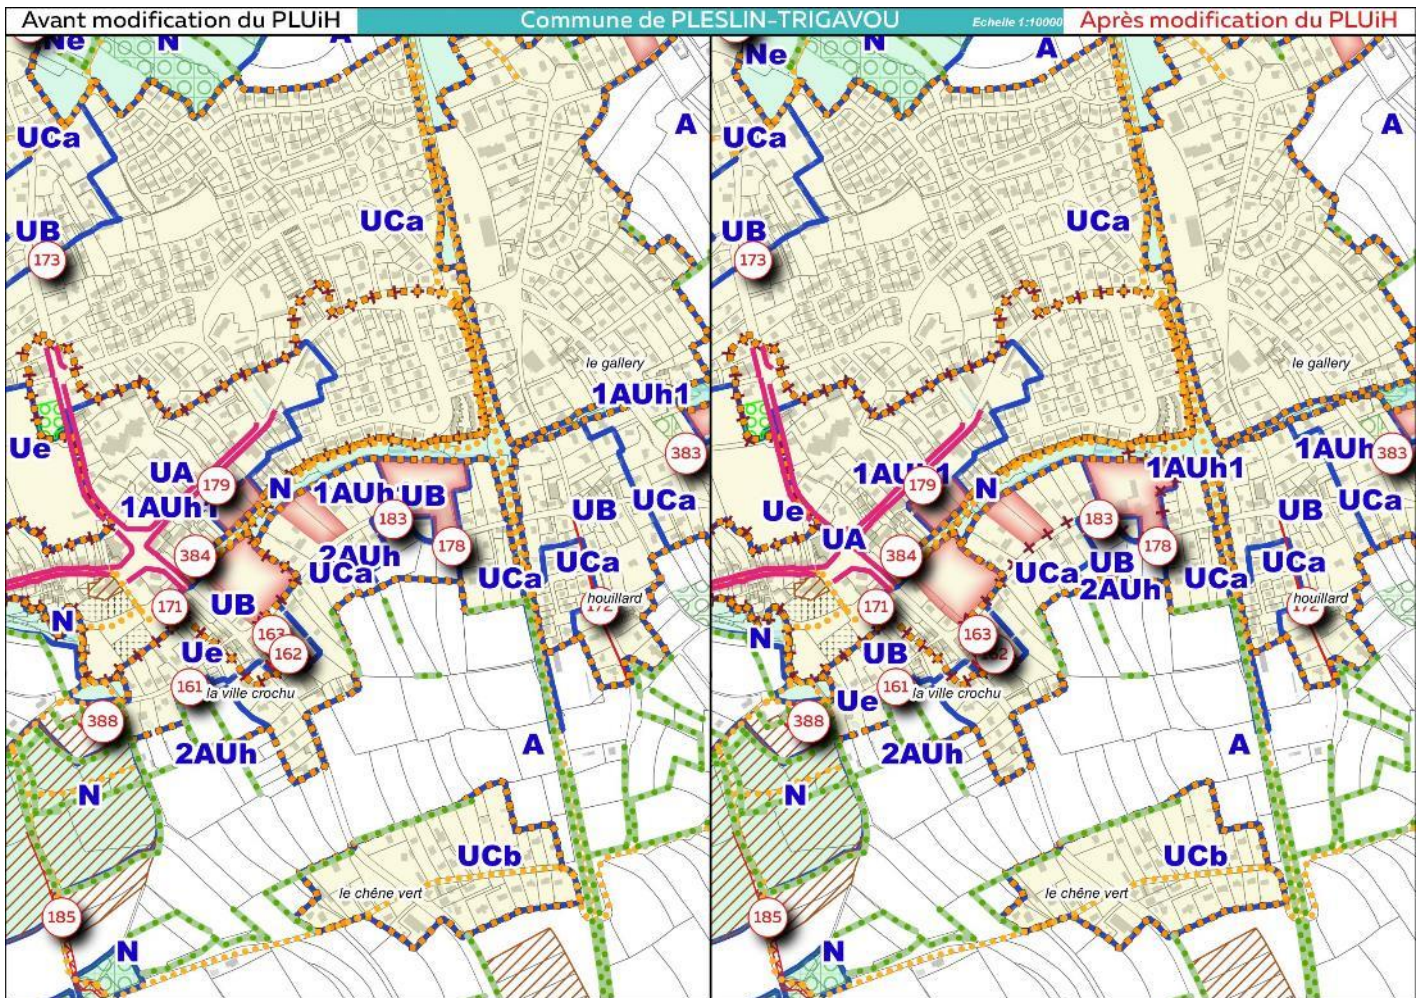 Avant modification du PLUiH
Commune de PLESLIN-TRIGAVOU
Echelle 1:10000
Après modification du PLUiH
Ne
N
A
UCa
A
UB
173
UCa
le gallery
1AUh1
Ue
UA
179
383
1AUh1
N
1AUh
UB
UCa
183
UB
384
2AUh
178
UCa
UCa
UCa
171
UB
houillard
172
N
163
Ue
162
161
la ville crochu
388
2AUh
A
N
UCb
le chêne vert
185
N
Ne
N
A
UCa
A
UB
173
UCa
le gallery
1AUh
383
1AUh1
179
1AUh1
N
Ue
UCa
183
UB
UA
384
178
UCa
UB
UCa
UCa
2AUh
171
houillard
172
N
163
162
UB
161
la ville crochu
Ue
388
2AUh
A
N
UCb
le chêne vert
185
N